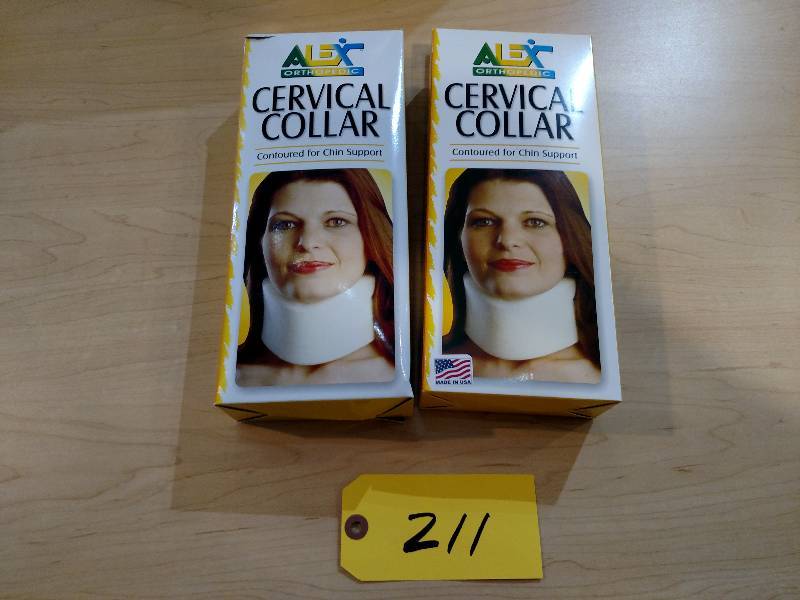 ALEX
ORTHOPEDIC
CERVICAL
COLLAR
Contoured for Chin Support
ALEX
ORTHOPEDIC
CERVICAL
COLLAR
Contoured for Chin Support
MADE IN USA
211